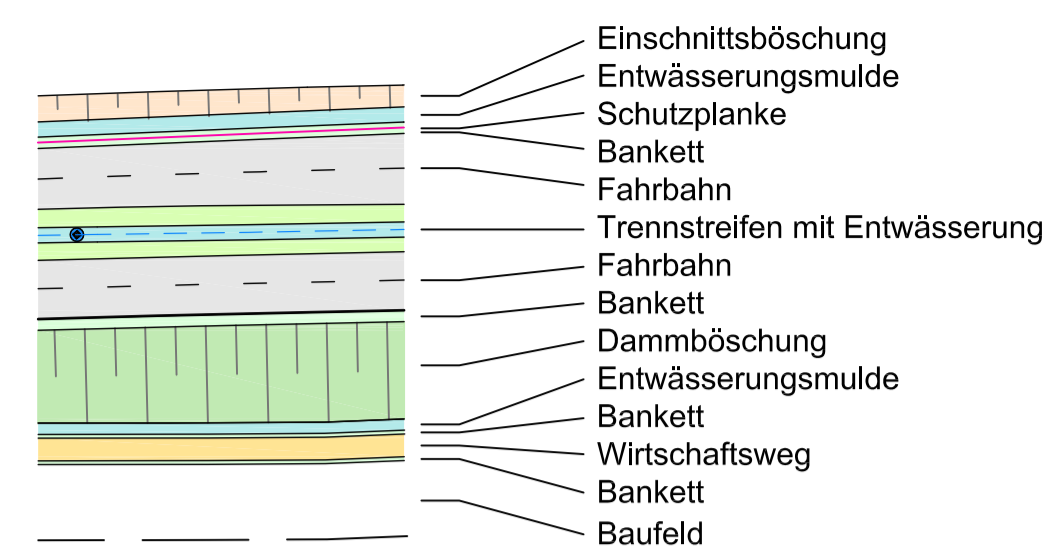 Einschnittsböschung
Entwässerungsmulde
Schutzplanke
Bankett
Fahrbahn
Trennstreifen mit Entwässerung
Fahrbahn
Bankett
Dammböschung
Entwässerungsmulde
Bankett
Wirtschaftsweg
Bankett
Baufeld